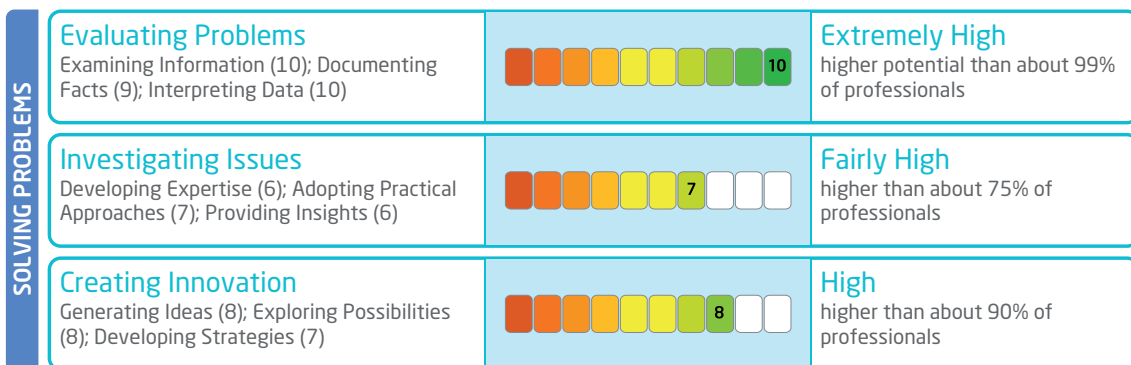 SOLVING PROBLEMS
Evaluating Problems
Examining Information (10); Documenting
Facts (9); Interpreting Data (10)
10
Extremely High
higher potential than about 99%
of professionals
Investigating Issues
Developing Expertise (6); Adopting Practical
Approaches (7); Providing Insights (6)
7
Fairly High
higher than about 75% of
professionals
Creating Innovation
Generating Ideas (8); Exploring Possibilities
(8); Developing Strategies (7)
8
High
higher than about 90% of
professionals